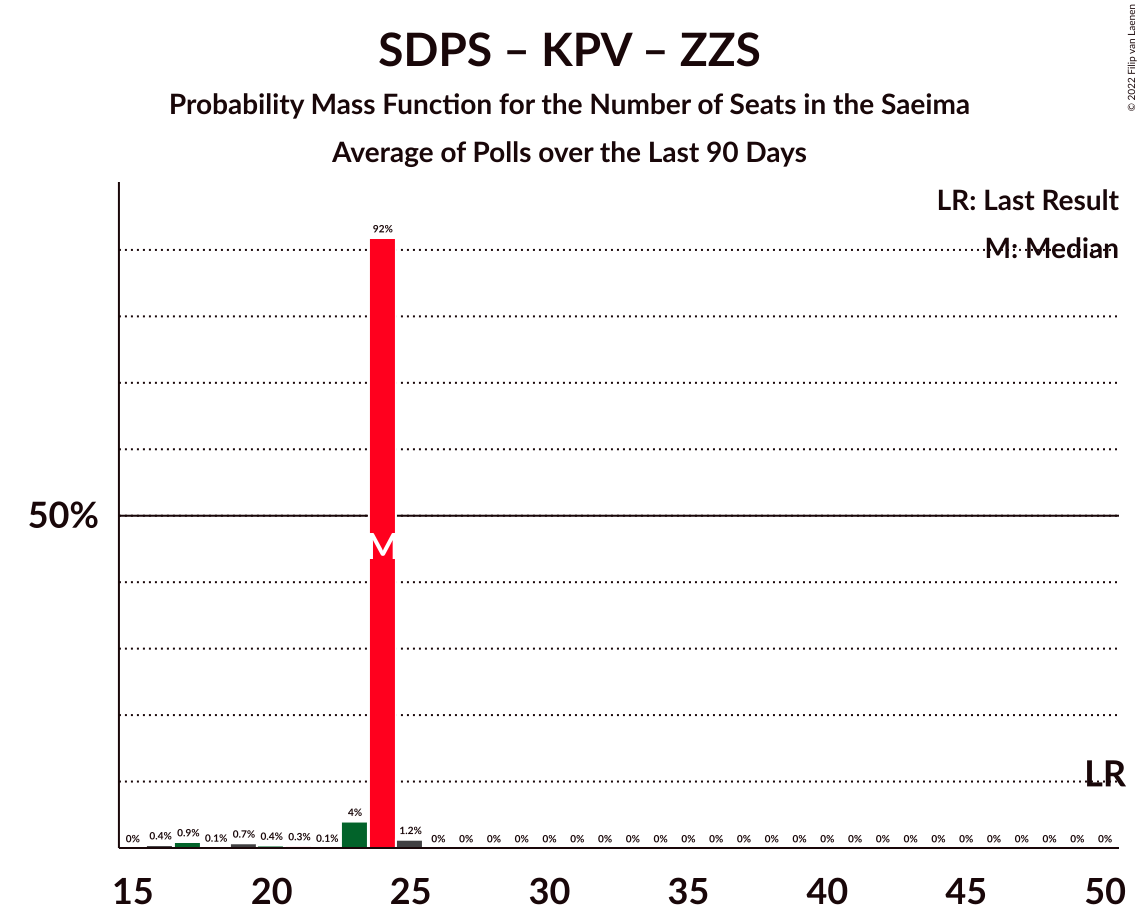 SDPS – KPV – ZZS
Probability Mass Function for the Number of Seats in the Saeima
Average of Polls over the Last 90 Days
© 2022 Filip van Laenen
LR: Last Result
M: Median
92%
50%
M
LR
0% 0.4% 0.9% 0.1% 0.7% 0.4% 0.3% 0.1% 4% 1.2% 0% 0% 0% 0% 0% 0% 0% 0% 0% 0% 0% 0% 0% 0% 0% 0% 0% 0% 0% 0% 0% 0% 0% 0% 0%
15 20 25 30 35 40 45 50